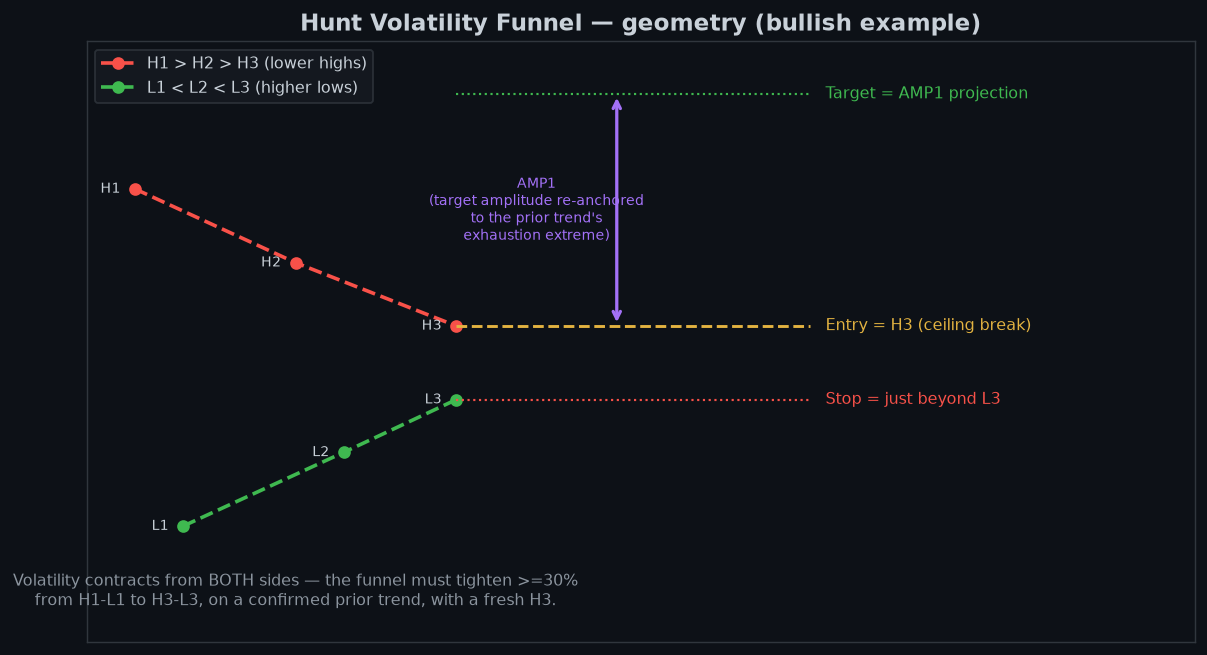 Hunt Volatility Funnel — geometry (bullish example)
H1 > H2 > H3 (lower highs)
L1 < L2 < L3 (higher lows)
Target = AMP1 projection
H1
AMP1
(target amplitude re-anchored
to the prior trend's
exhaustion extreme)
H2
H3
Entry = H3 (ceiling break)
L3
Stop = just beyond L3
L2
L1
Volatility contracts from BOTH sides — the funnel must tighten >=30%
from H1-L1 to H3-L3, on a confirmed prior trend, with a fresh H3.